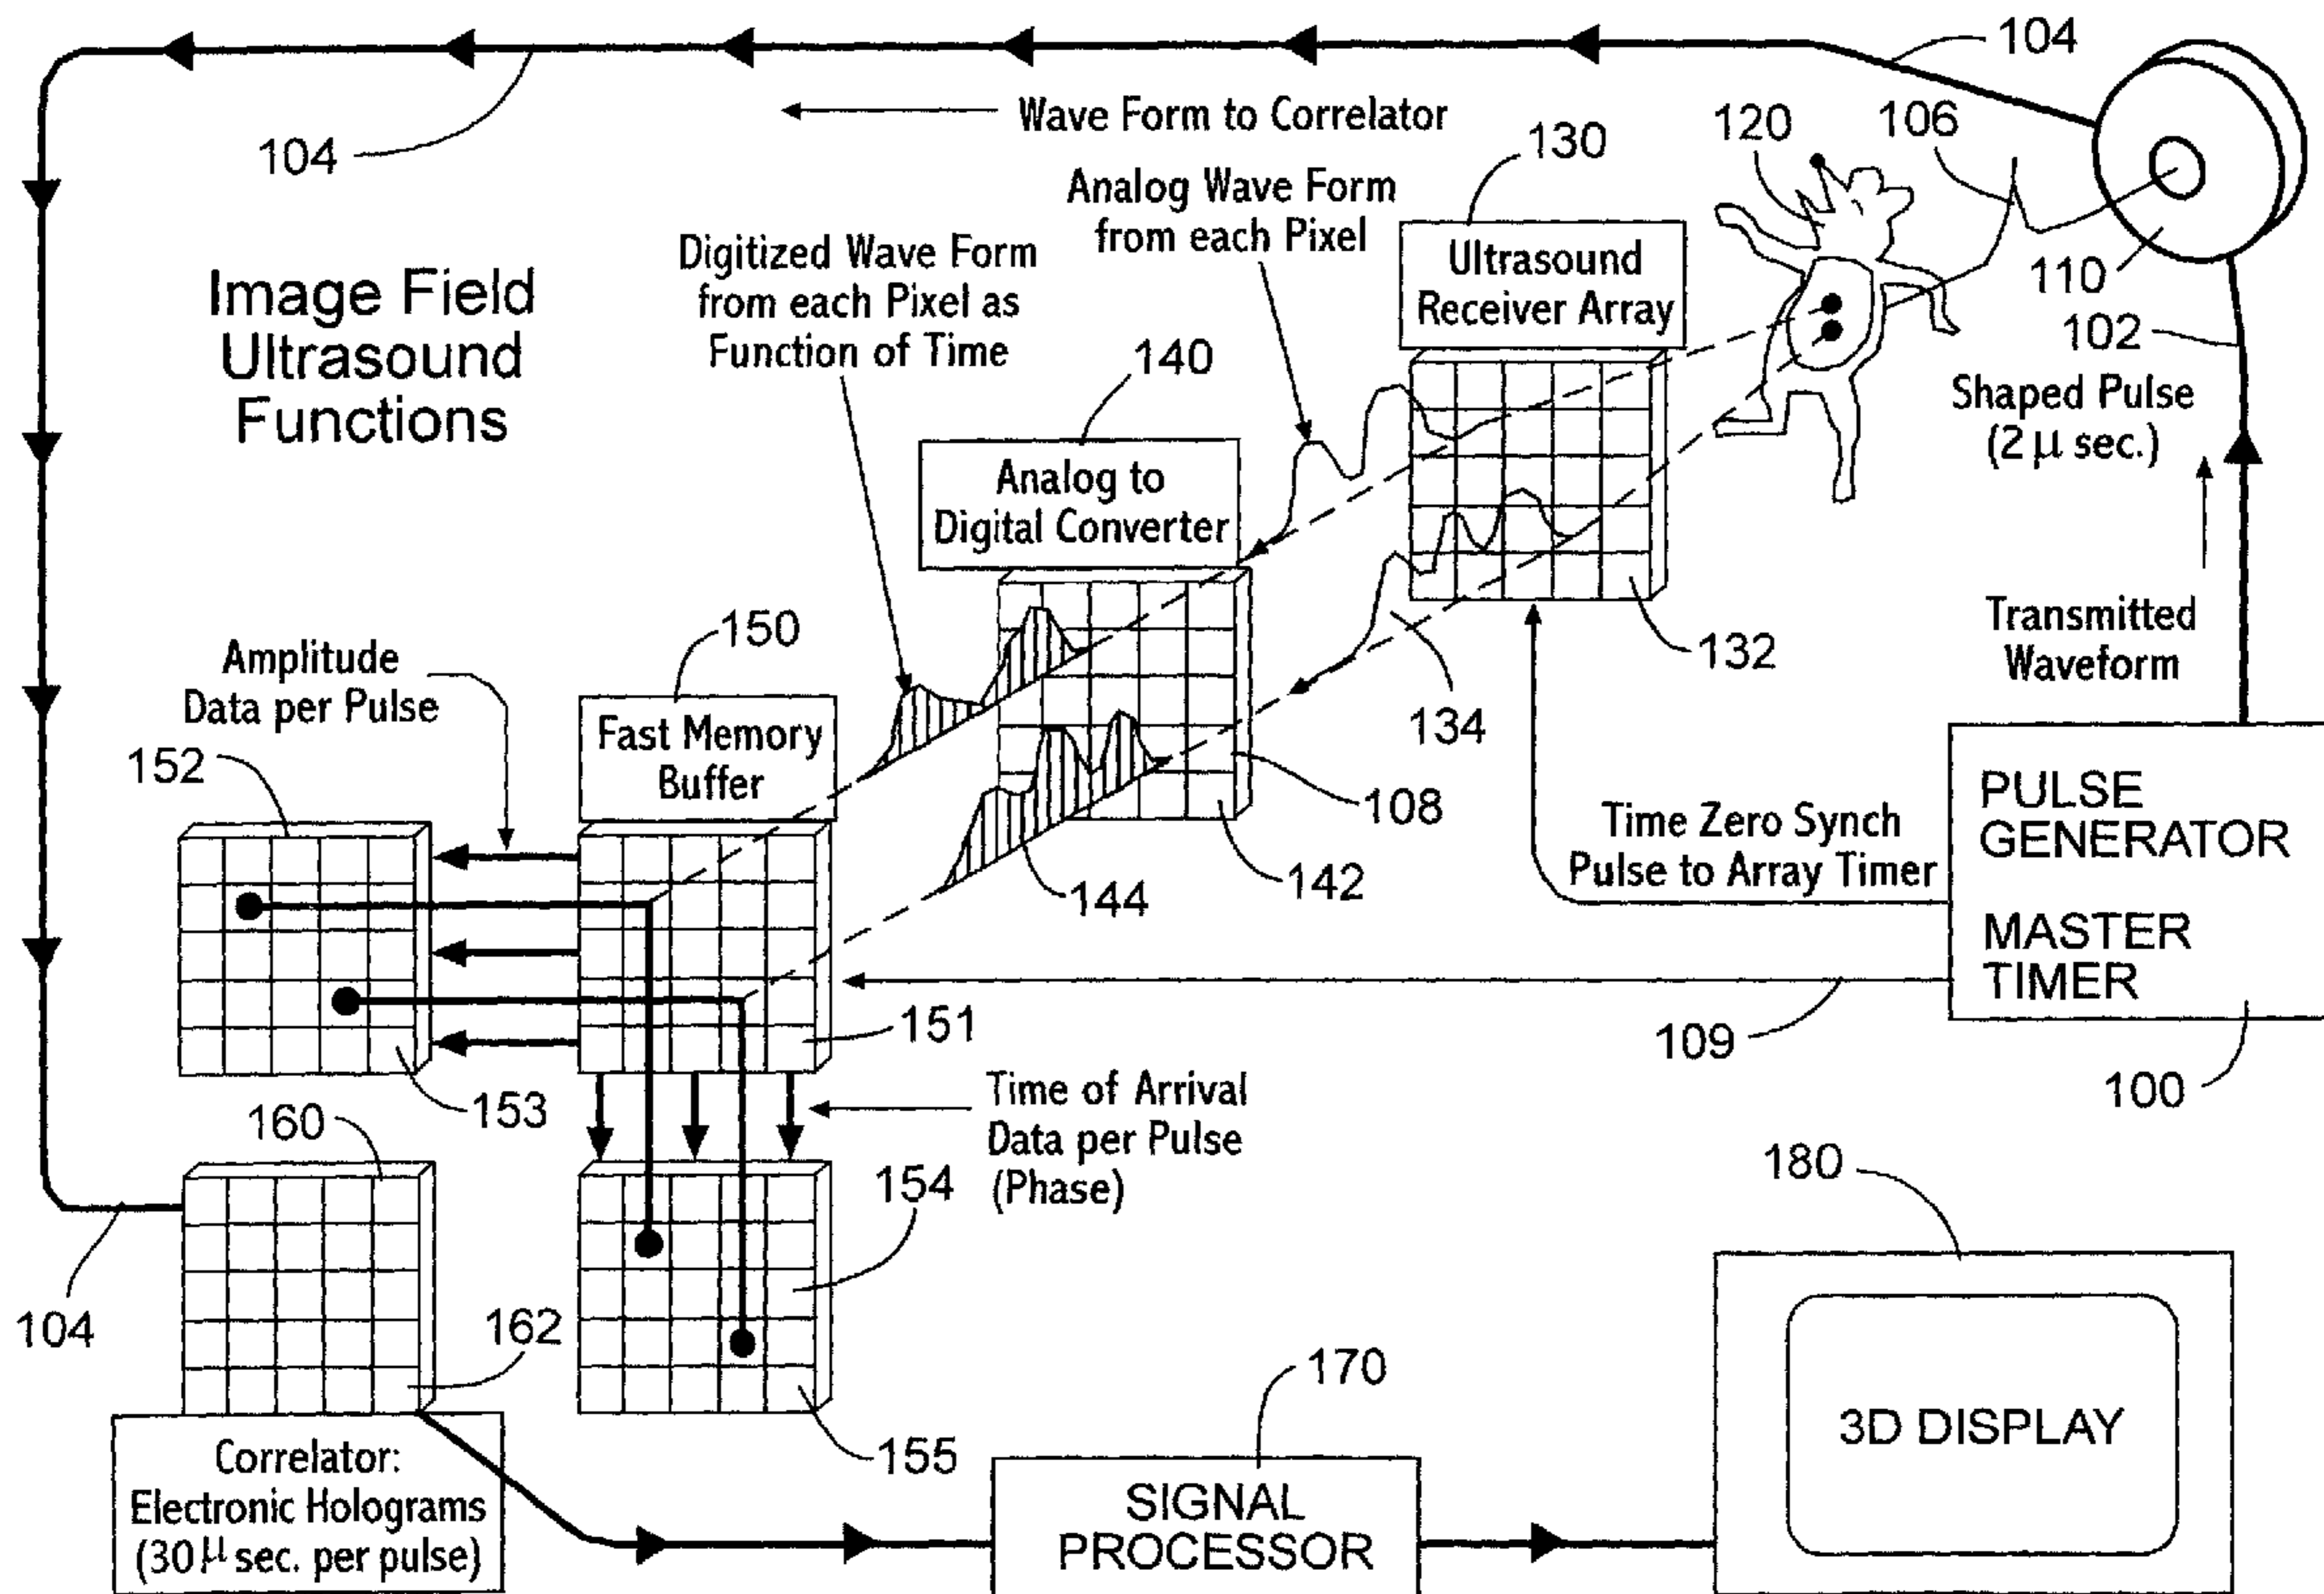 104
Wave Form to Correlator
104
120
106
130
Analog Wave Form
from each Pixel
Ultrasound
Receiver Array
110
102
Digitized Wave Form
from each Pixel as
Function of Time
Image Field
Ultrasound
Functions
140
Shaped Pulse
(2 μ sec.)
Analog to
Digital Converter
Transmitted
Waveform
132
134
150
Amplitude
Data per Pulse
Fast Memory
Buffer
152
108
142
144
Time Zero Synch
Pulse to Array Timer
PULSE
GENERATOR
MASTER
TIMER
151
109
100
153
Time of Arrival
Data per Pulse
(Phase)
160
154
180
104
162
155
170
3D DISPLAY
Correlator:
Electronic Holograms
(30 μ sec. per pulse)
SIGNAL
PROCESSOR